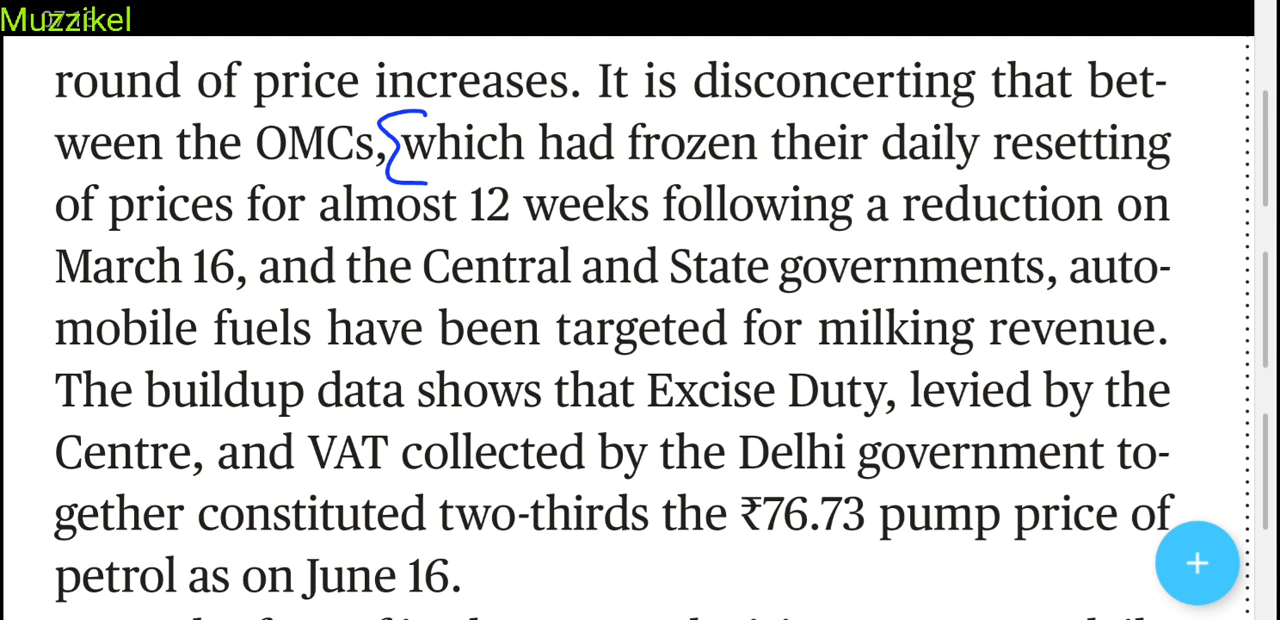 Muzzikel
round of price increases. It is disconcerting that bet-
ween the OMCs, which had frozen their daily resetting
of prices for almost 12 weeks following a reduction on
March 16, and the Central and State governments, auto-
mobile fuels have been targeted for milking revenue.
The buildup data shows that Excise Duty, levied by the
Centre, and VAT collected by the Delhi government to-
gether constituted two-thirds the ₹76.73 pump price of
petrol as on June 16.